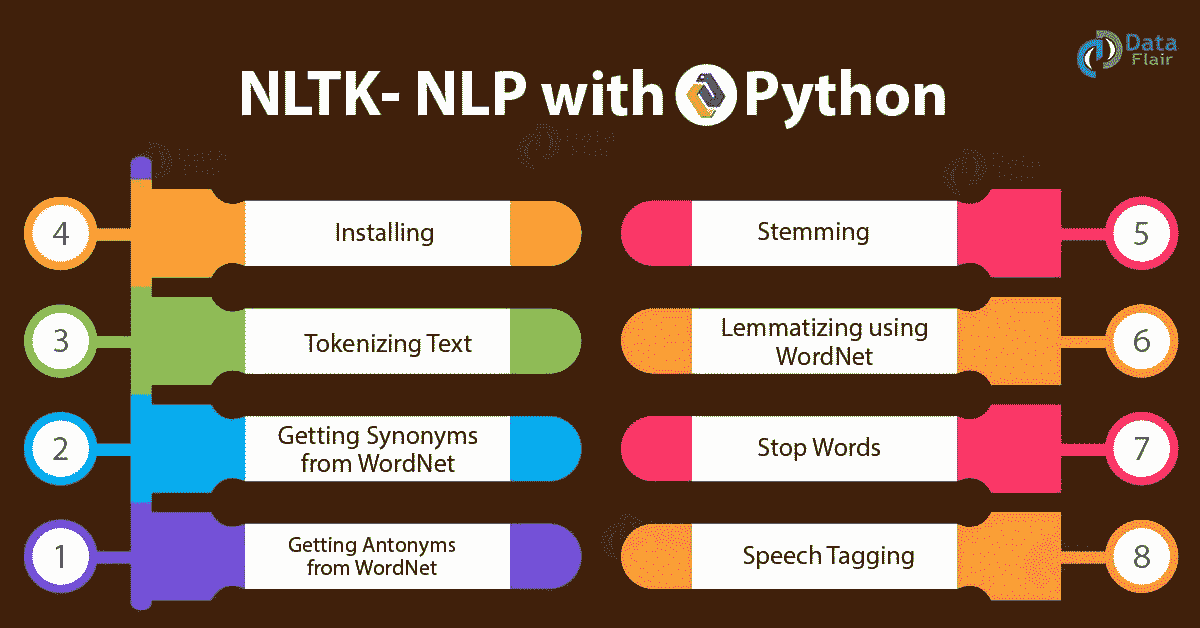 Data
Flair
NLTK- NLP with Python
4
Installing
3
Tokenizing Text
2
Getting Synonyms
from WordNet
1
Getting Antonyms
from WordNet
Stemming
5
Lemmatizing using
WordNet
6
Stop Words
7
Speech Tagging
8